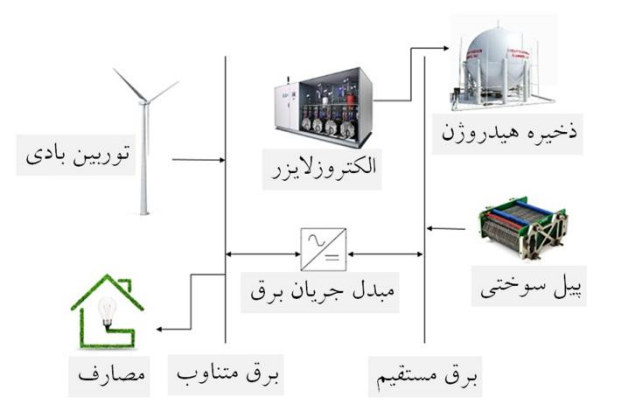 توربین بادی
الکتروزلایزر
ذخیره هیدروژن
مبدل جریان برق
پیل سوختی
مصارف
برق متناوب
برق مستقیم